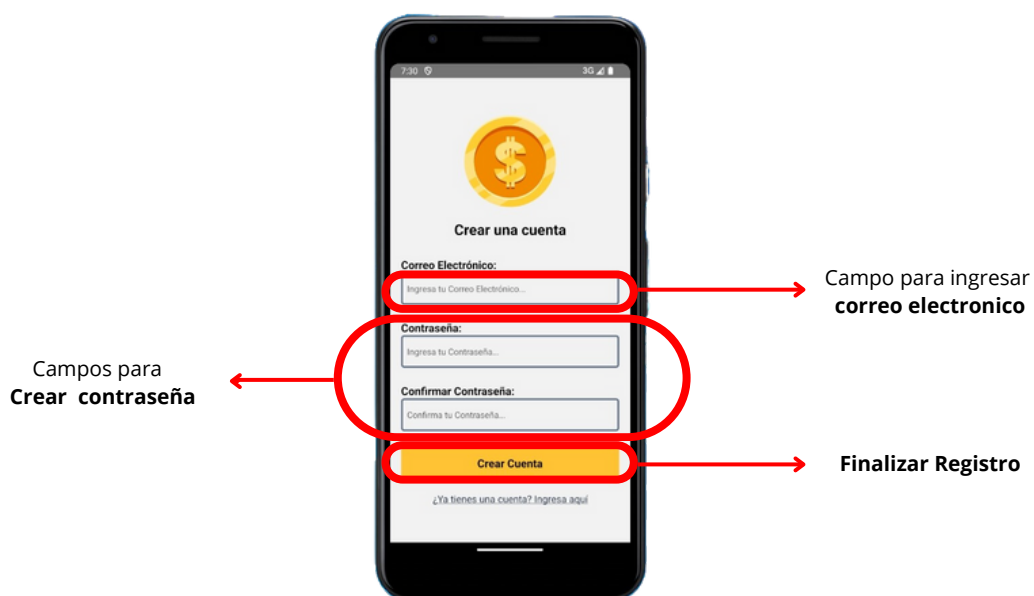 7:30
3G
$
Crear una cuenta
Correo Electrónico:
Ingresa tu Correo Electrónico...
Campo para ingresar
correo electronico
Contraseña:
Ingresa tu Contraseña...
Campos para
Crear contraseña
Confirmar Contraseña:
Confirma tu Contraseña...
Crear Cuenta
Finalizar Registro
¿Ya tienes una cuenta? Ingresa aquí